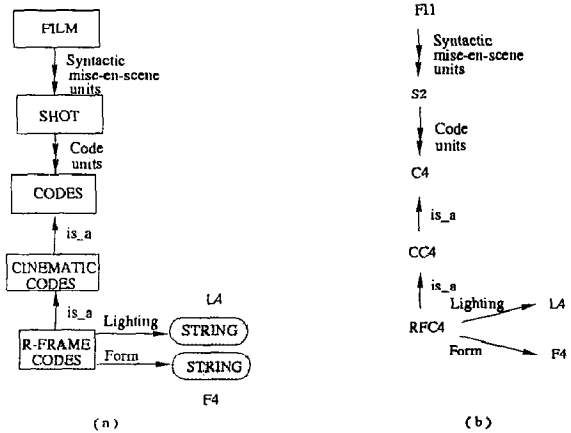 FILM
Syntactic
mise-en-scene
units
SHOT
Code
units
CODES
is_a
CINEMATIC
CODES
is_a
R-FRAME
CODES
Lighting
L4
STRING
Form
STRING
F4
(a)
F11
Syntactic
mise-en-scene
units
S2
Code
units
C4
is_a
CC4
is_a
RFC4
Lighting
L4
Form
F4
(b)